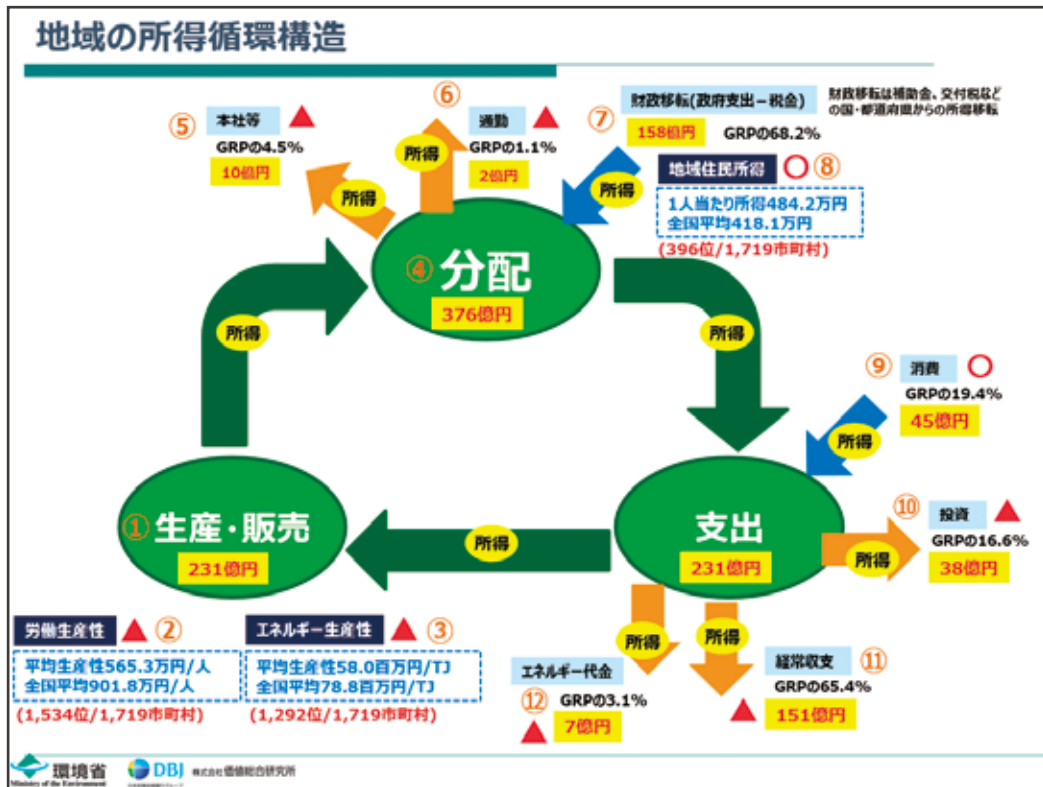 地域の所得循環構造
⑤ 本社等 ▲
GRPの4.5%
10億円
所得
⑥
通勤 ▲
GRPの1.1%
2億円
所得
⑦ 財政移転(政府支出－税金)
158億円 GRPの68.2%
財政移転は補助金、交付税など
の国・都道府県からの所得移転
所得
地域住民所得 ○ ⑧
1人当たり所得484.2万円
全国平均418.1万円
(396位/1,719市町村)
④ 分配
376億円
所得
所得
⑨ 消費 ○
GRPの19.4%
45億円
所得
① 生産・販売
231億円
所得
支出
231億円
⑩ 投資 ▲
GRPの16.6%
38億円
所得
労働生産性 ▲ ②
平均生産性565.3万円/人
全国平均901.8万円/人
(1,534位/1,719市町村)
エネルギー生産性 ▲ ③
平均生産性58.0百万円/TJ
全国平均78.8百万円/TJ
(1,292位/1,719市町村)
所得
エネルギー代金
⑫ GRPの3.1%
▲ 7億円
所得
経常収支 ⑪
GRPの65.4%
▲ 151億円
環境省
Ministry of the Environment
DBJ 株式会社価値総合研究所